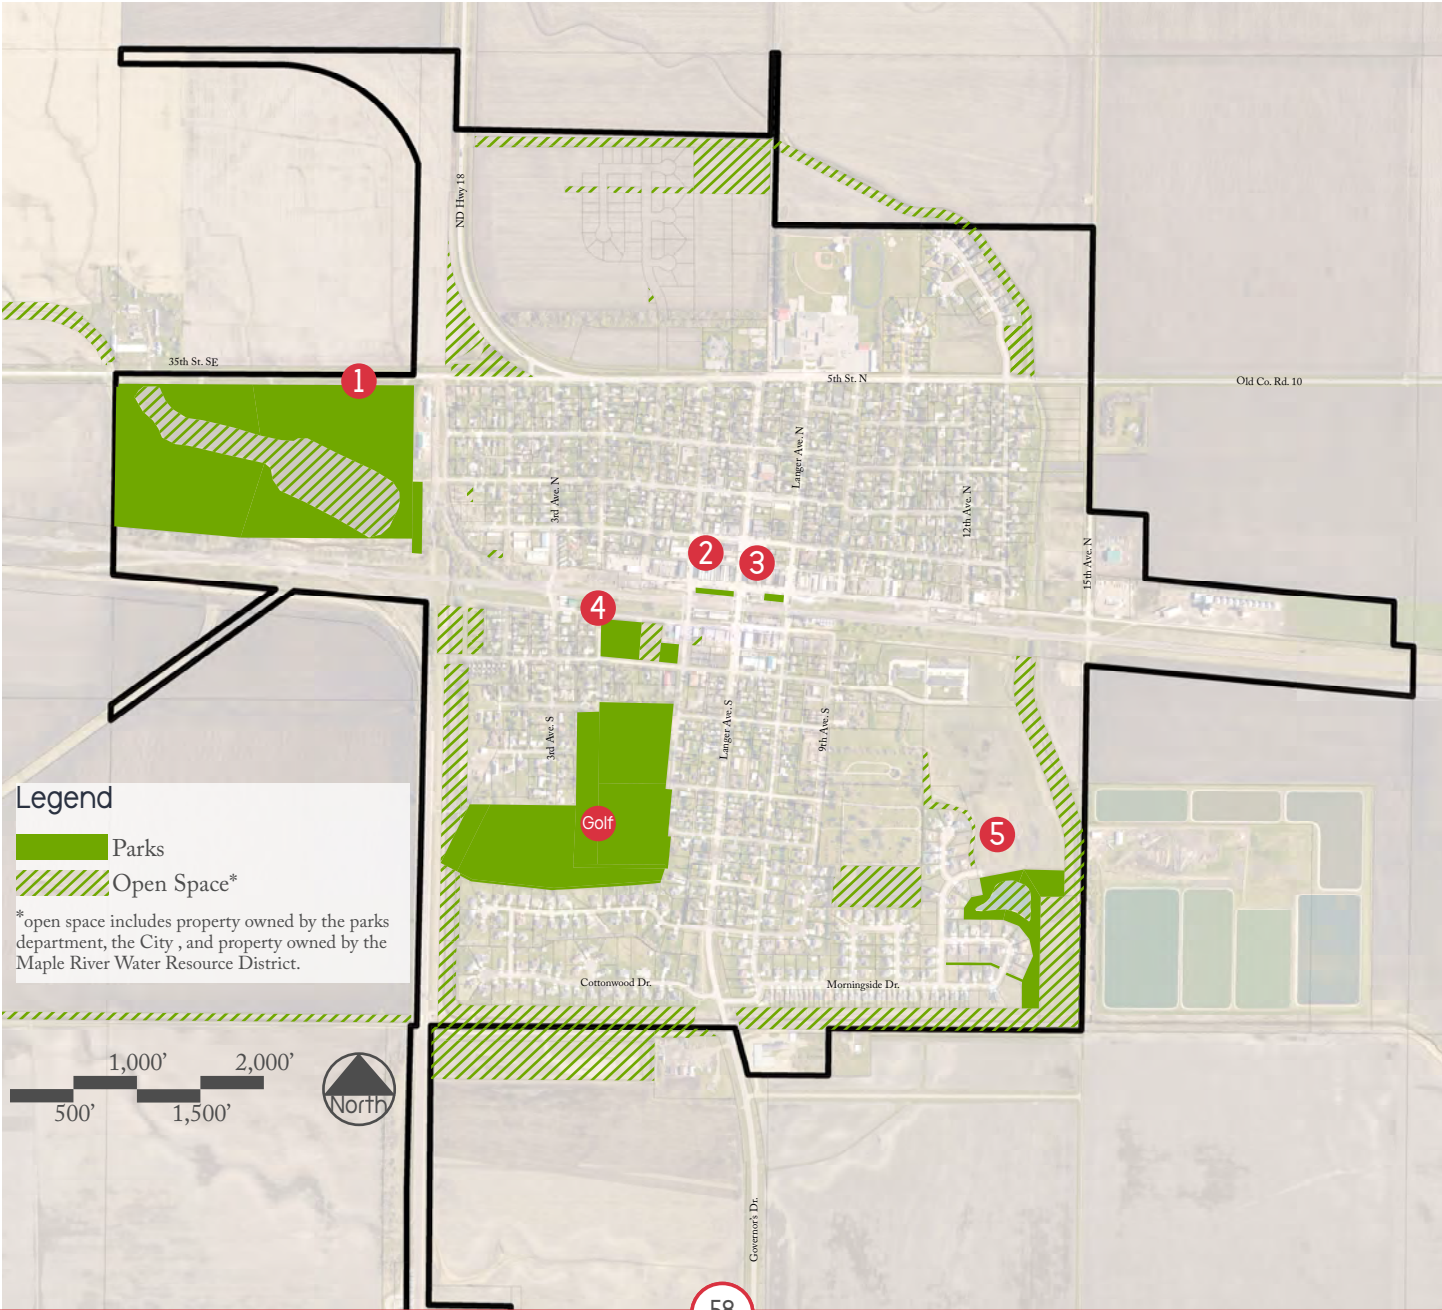 ND Hwy 18
35th St. SE
1
5th St. N
Old Co. Rd. 10
Langer Ave. N
3rd Ave. N
12th Ave. N
15th Ave. N
2
3
4
3rd Ave. S
Langer Ave. S
9th Ave. S
Golf
5
Legend
Parks
Open Space*
*open space includes property owned by the parks
department, the City , and property owned by the
Maple River Water Resource District.
Cottonwood Dr.
Morningside Dr.
1,000’ 2,000’
500’ 1,500’
North
Governor's Dr.
58